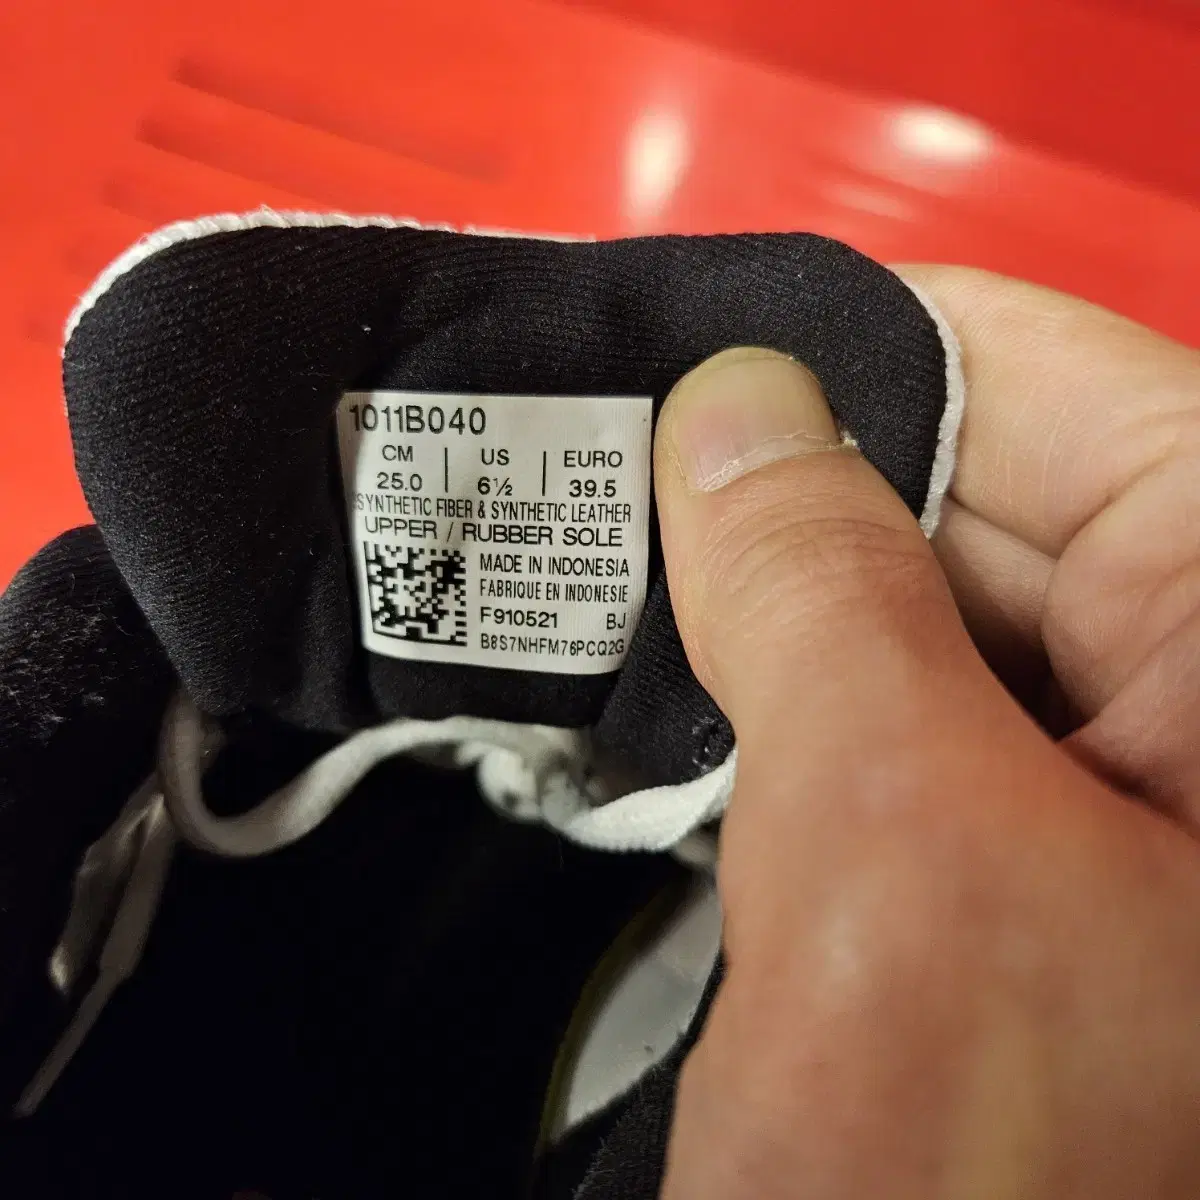 1011B040
CM | US | EURO
25.0 | 6½ | 39.5
SYNTHETIC FIBER & SYNTHETIC LEATHER
UPPER / RUBBER SOLE
MADE IN INDONESIA
FABRIQUE EN INDONESIE
F910521 BJ
B8S7NHFM76PCQ2G